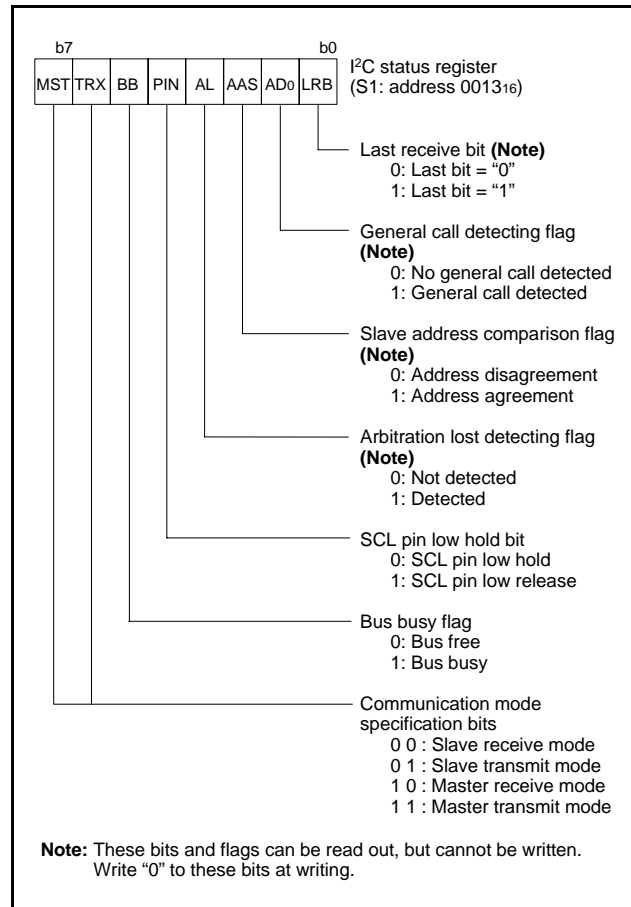 b7 b0
MST TRX BB PIN AL AAS AD0 LRB
I²C status register
(S1: address 001316)
Last receive bit (Note)
0: Last bit = “0”
1: Last bit = “1”
General call detecting flag
(Note)
0: No general call detected
1: General call detected
Slave address comparison flag
(Note)
0: Address disagreement
1: Address agreement
Arbitration lost detecting flag
(Note)
0: Not detected
1: Detected
SCL pin low hold bit
0: SCL pin low hold
1: SCL pin low release
Bus busy flag
0: Bus free
1: Bus busy
Communication mode
specification bits
0 0 : Slave receive mode
0 1 : Slave transmit mode
1 0 : Master receive mode
1 1 : Master transmit mode
Note: These bits and flags can be read out, but cannot be written.
Write “0” to these bits at writing.